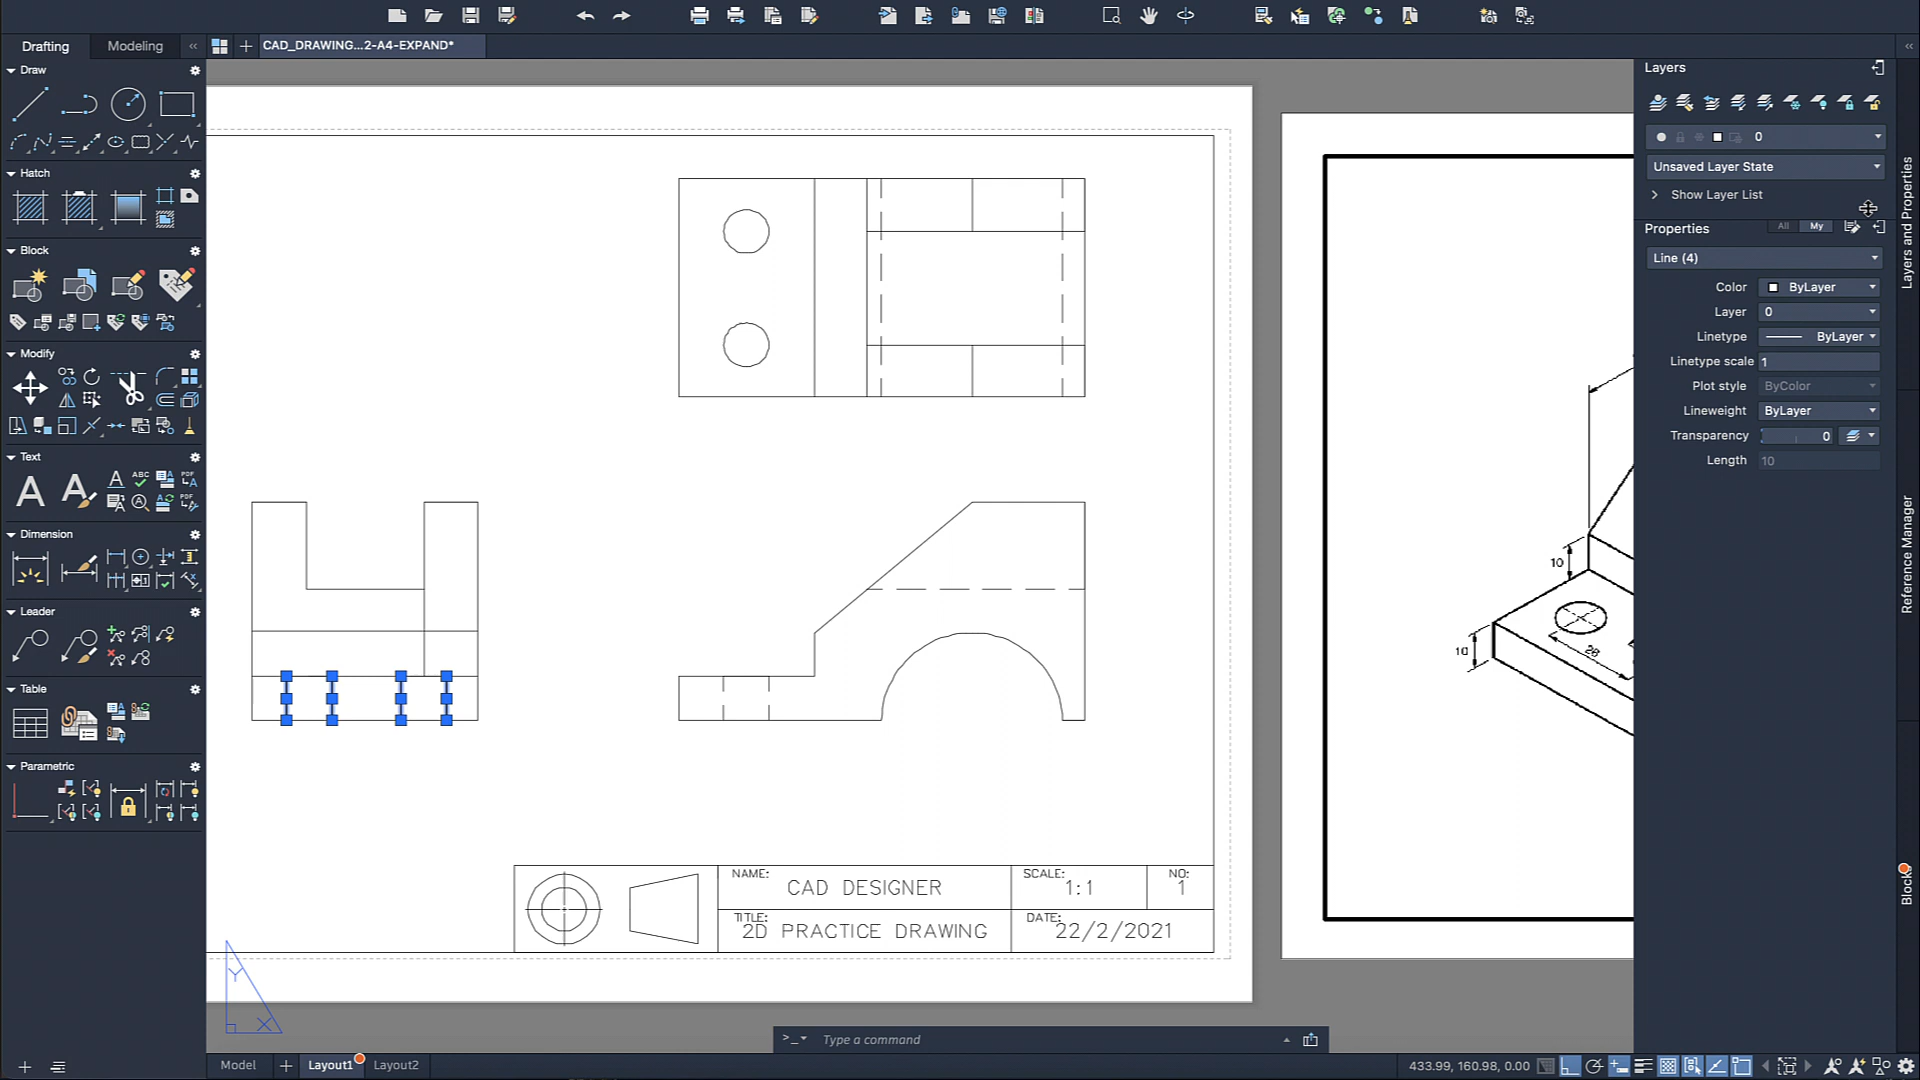 Drafting
Modeling
CAD_DRAWING...2-A4-EXPAND*
Draw
Hatch
Block
Modify
Text
Dimension
Leader
Table
Parametric
Layers
0
Unsaved Layer State
Show Layer List
Properties
All
My
Line (4)
Color ByLayer
Layer 0
Linetype ByLayer
Linetype scale 1
Plot style ByColor
Lineweight ByLayer
Transparency 0
Length 10
Layers and Properties
Reference Manager
Blocks
10
10
28
NAME:
CAD DESIGNER
SCALE:
1:1
NO:
1
TITLE:
2D PRACTICE DRAWING
DATE:
22/2/2021
Y
X
>_
Type a command
Model
Layout1
Layout2
433.99, 160.98, 0.00